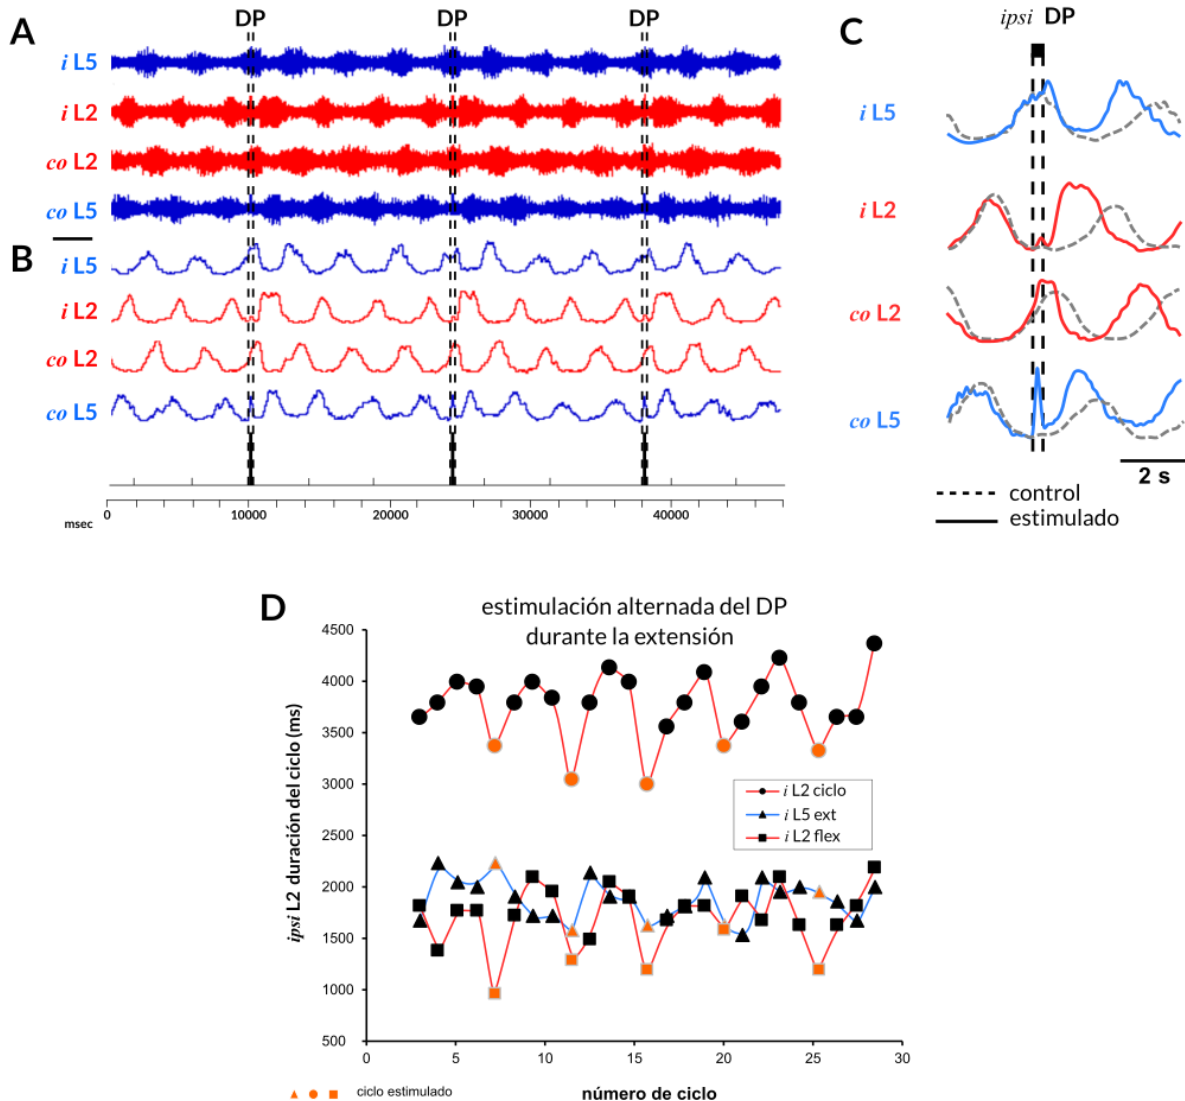 A
DP DP DP
i L5
i L2
co L2
co L5
B
i L5
i L2
co L2
co L5
msec
0 10000 20000 30000 40000
C
ipsi DP
i L5
i L2
co L2
co L5
2 s
control
estimulado
D
estimulación alternada del DP
durante la extensión
ipsi L2 duración del ciclo (ms)
4500
4000
3500
3000
2500
2000
1500
1000
500
i L2 ciclo
i L5 ext
i L2 flex
0 5 10 15 20 25 30
ciclo estimulado
número de ciclo